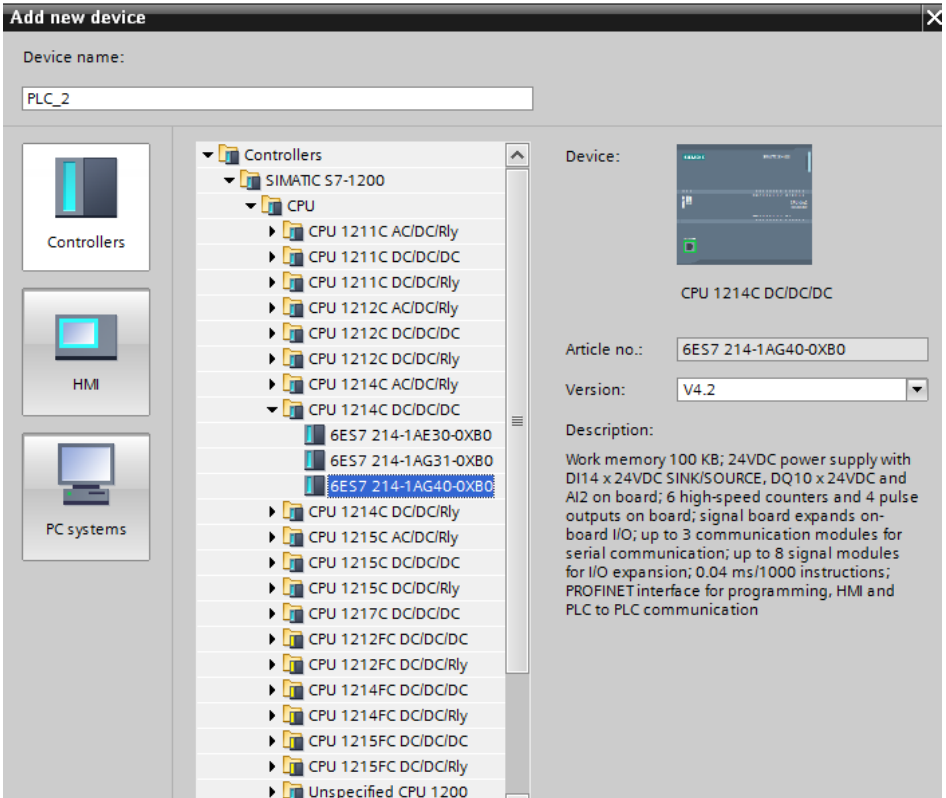 Add new device
Device name:
PLC_2
Controllers
HMI
PC systems
Controllers
SIMATIC S7-1200
CPU
CPU 1211C AC/DC/Rly
CPU 1211C DC/DC/DC
CPU 1211C DC/DC/Rly
CPU 1212C AC/DC/Rly
CPU 1212C DC/DC/DC
CPU 1212C DC/DC/Rly
CPU 1214C AC/DC/Rly
CPU 1214C DC/DC/DC
6ES7 214-1AE30-0XB0
6ES7 214-1AG31-0XB0
6ES7 214-1AG40-0XB0
CPU 1214C DC/DC/Rly
CPU 1215C AC/DC/Rly
CPU 1215C DC/DC/DC
CPU 1215C DC/DC/Rly
CPU 1217C DC/DC/DC
CPU 1212FC DC/DC/DC
CPU 1212FC DC/DC/Rly
CPU 1214FC DC/DC/DC
CPU 1214FC DC/DC/Rly
CPU 1215FC DC/DC/DC
CPU 1215FC DC/DC/Rly
Unspecified CPU 1200
Device:
SIEMENS
CPU 1214C DC/DC/DC
Article no.:
6ES7 214-1AG40-0XB0
Version:
V4.2
Description:
Work memory 100 KB; 24VDC power supply with
DI14 x 24VDC SINK/SOURCE, DQ10 x 24VDC and
AI2 on board; 6 high-speed counters and 4 pulse
outputs on board; signal board expands on-
board I/O; up to 3 communication modules for
serial communication; up to 8 signal modules
for I/O expansion; 0.04 ms/1000 instructions;
PROFINET interface for programming, HMI and
PLC to PLC communication